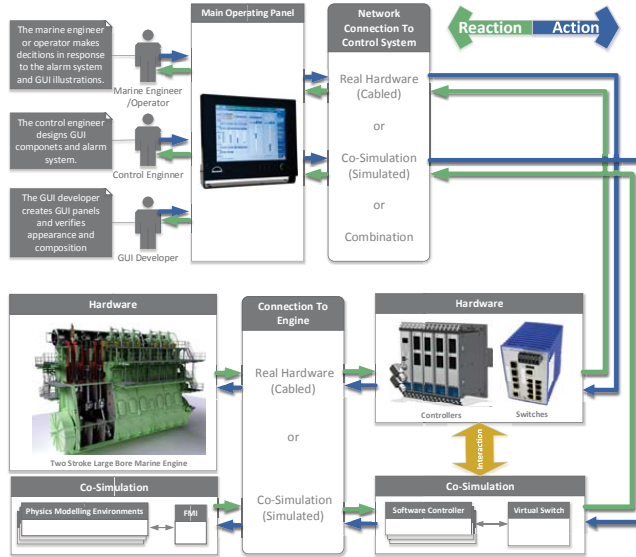 The marine engineer
or operator makes
decitions in response
to the alarm system
and GUI illustrations.
Marine Engineer
/Operator
The control engineer
designs GUI
componets and alarm
system.
Control Enginner
The GUI developer
creates GUI panels
and verifies
appearance and
composition
GUI Developer
Main Operating Panel
Network
Connection To
Control System
Real Hardware
(Cabled)
or
Co-Simulation
(Simulated)
or
Combination
Reaction
Action
Hardware
Two Stroke Large Bore Marine Engine
Connection To
Engine
Real Hardware
(Cabled)
or
Co-Simulation
(Simulated)
Hardware
Controllers
Switches
Interaction
Co-Simulation
Physics Modelling Environments
FMI
Co-Simulation
Software Controller
Virtual Switch